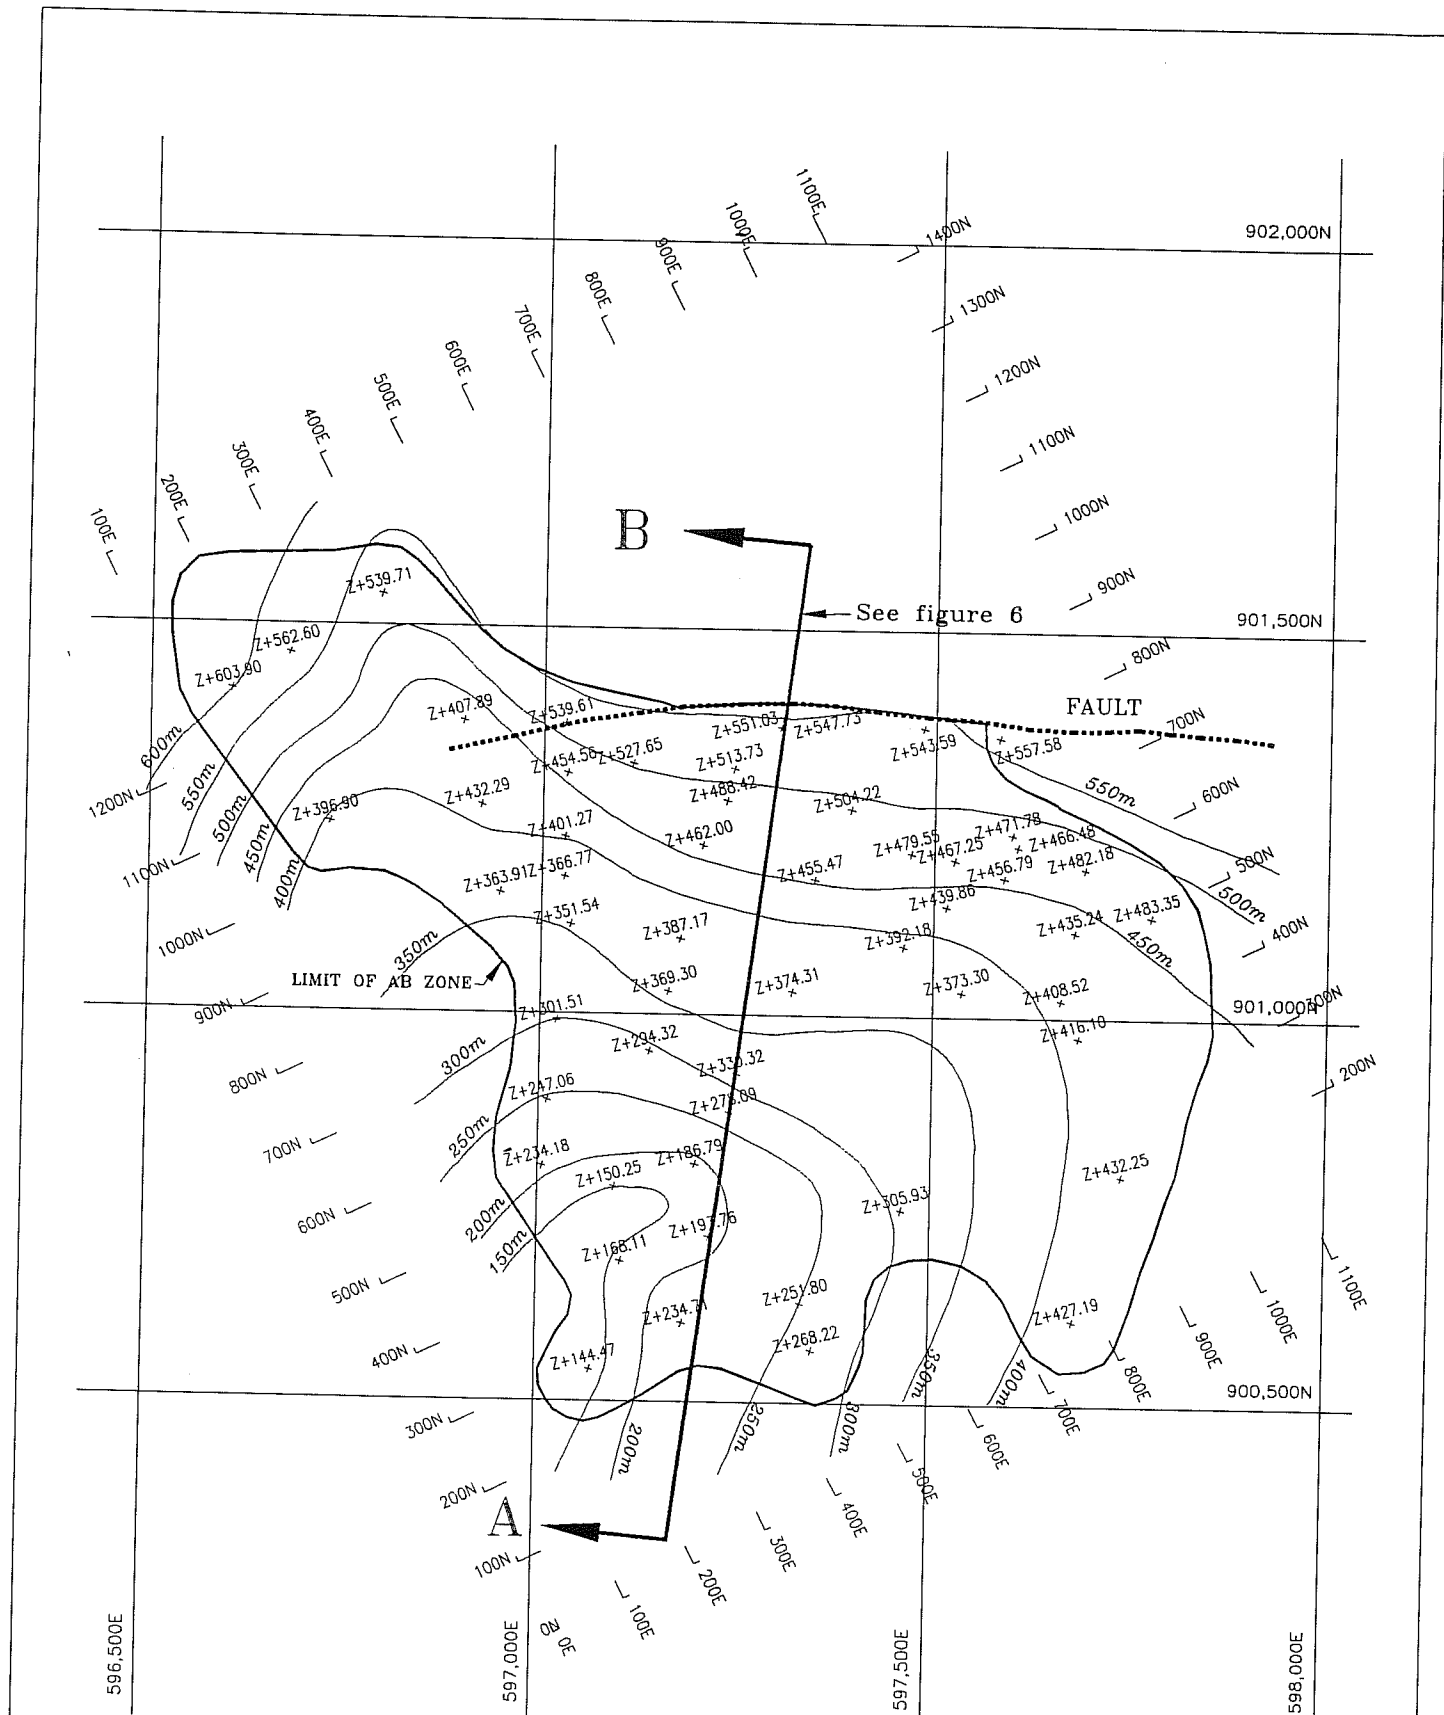 1100E
1000E
900E
800E
700E
600E
500E
400E
300E
200E
100E
1400N
902,000N
1300N
1200N
1100N
1000N
900N
800N
700N
600N
500N
400N
300N
200N
B
See figure 6
901,500N
FAULT
Z+539.71
Z+562.60
Z+603.90
Z+407.89
Z+539.61
Z+551.03
Z+547.73
Z+543.59
Z+557.58
Z+454.56
Z+527.65
Z+513.73
Z+488.42
Z+504.22
Z+432.29
Z+396.90
Z+401.27
Z+462.00
Z+479.55
Z+471.78
Z+466.48
Z+467.25
Z+482.18
Z+455.47
Z+456.79
Z+363.91
Z+366.77
Z+439.86
Z+351.54
Z+387.17
Z+392.18
Z+435.24
Z+483.35
Z+369.30
Z+374.31
Z+373.30
Z+408.52
Z+416.10
Z+301.51
Z+294.32
Z+247.06
Z+234.18
Z+186.79
Z+150.25
Z+432.25
Z+305.93
Z+168.11
Z+251.80
Z+234.71
Z+427.19
Z+268.22
Z+144.47
600m
550m
500m
450m
400m
350m
300m
250m
200m
150m
550m
500m
450m
LIMIT OF AB ZONE
901,000N
1200N
1100N
1000N
900N
800N
700N
600N
500N
400N
300N
200N
100N
200m
250m
300m
350m
400m
900,500N
A
0N 0E
100E
200E
300E
400E
500E
600E
700E
800E
900E
1000E
1100E
596,500E
597,000E
597,500E
598,000E